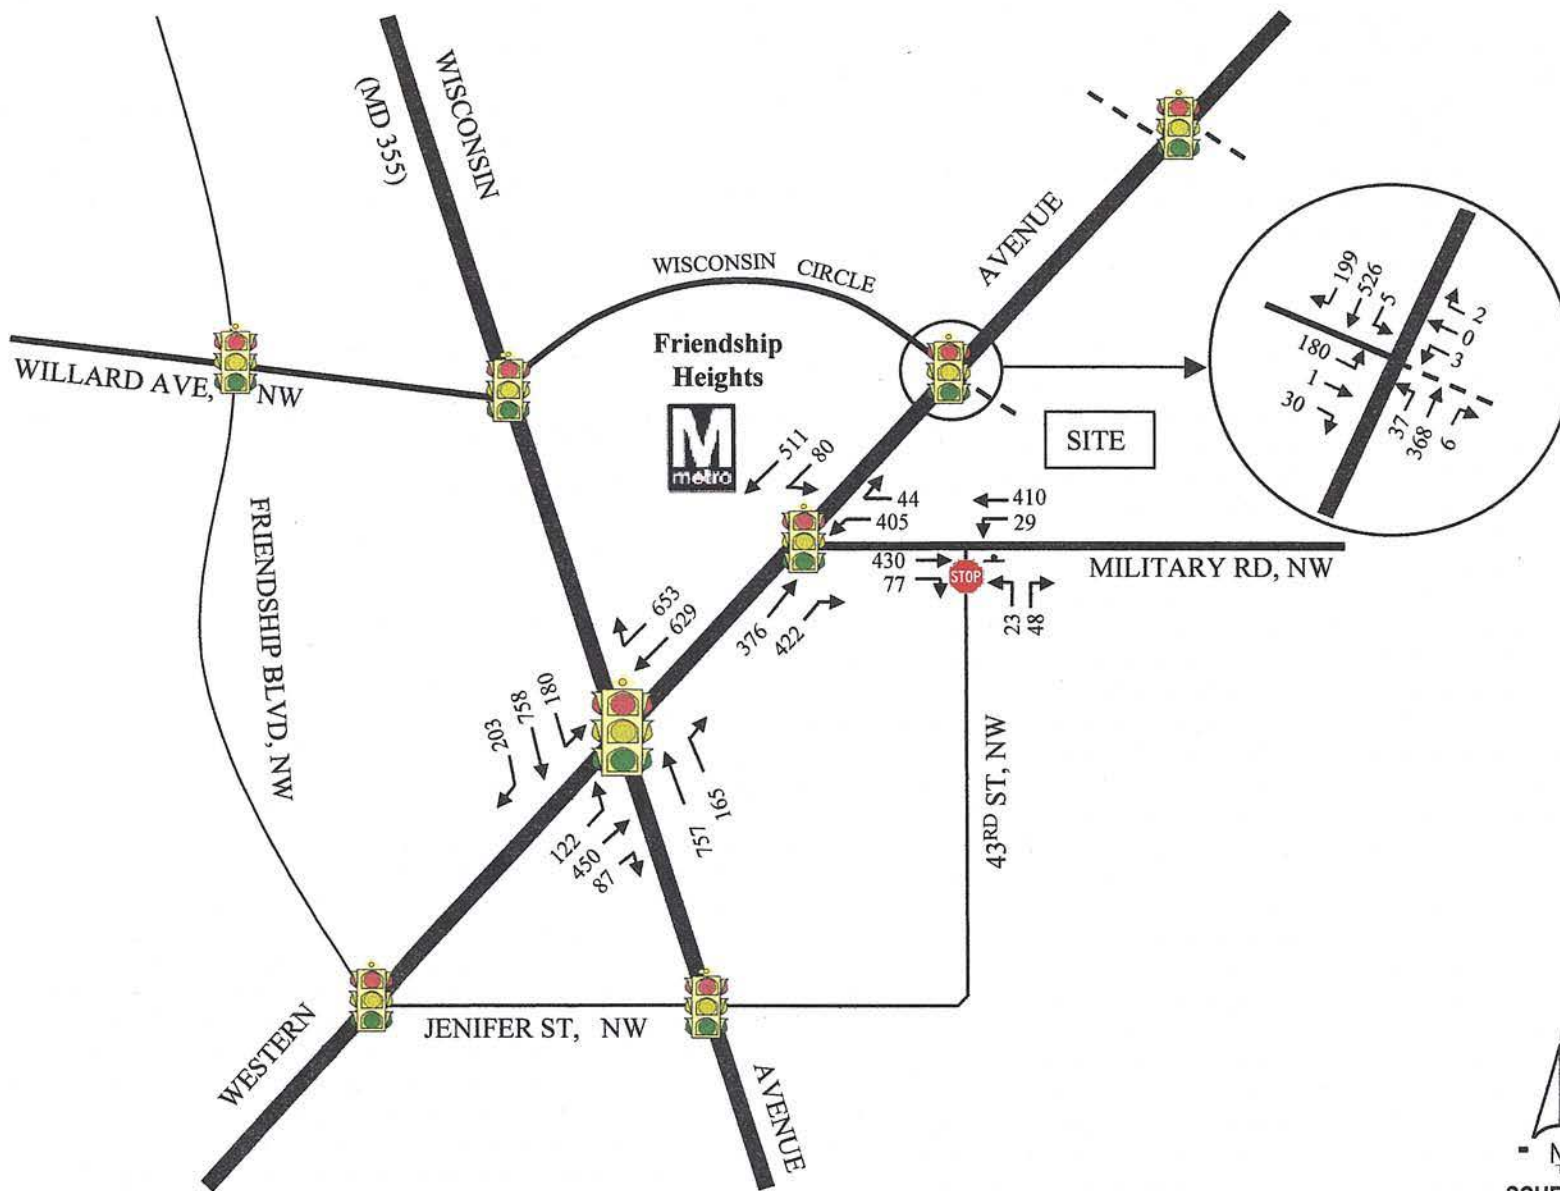 WISCONSIN
(MD 355)
AVENUE
WISCONSIN CIRCLE
Friendship
Heights
M
metro
WILLARD AVE, NW
SITE
199
526
5
180
1
30
2
0
3
37
368
6
511
80
44
405
410
29
430
77
STOP
MILITARY RD, NW
23
48
376
422
653
629
203
758
180
165
757
122
450
87
FRIENDSHIP BLVD, NW
43RD ST, NW
JENIFER ST, NW
WESTERN
AVENUE